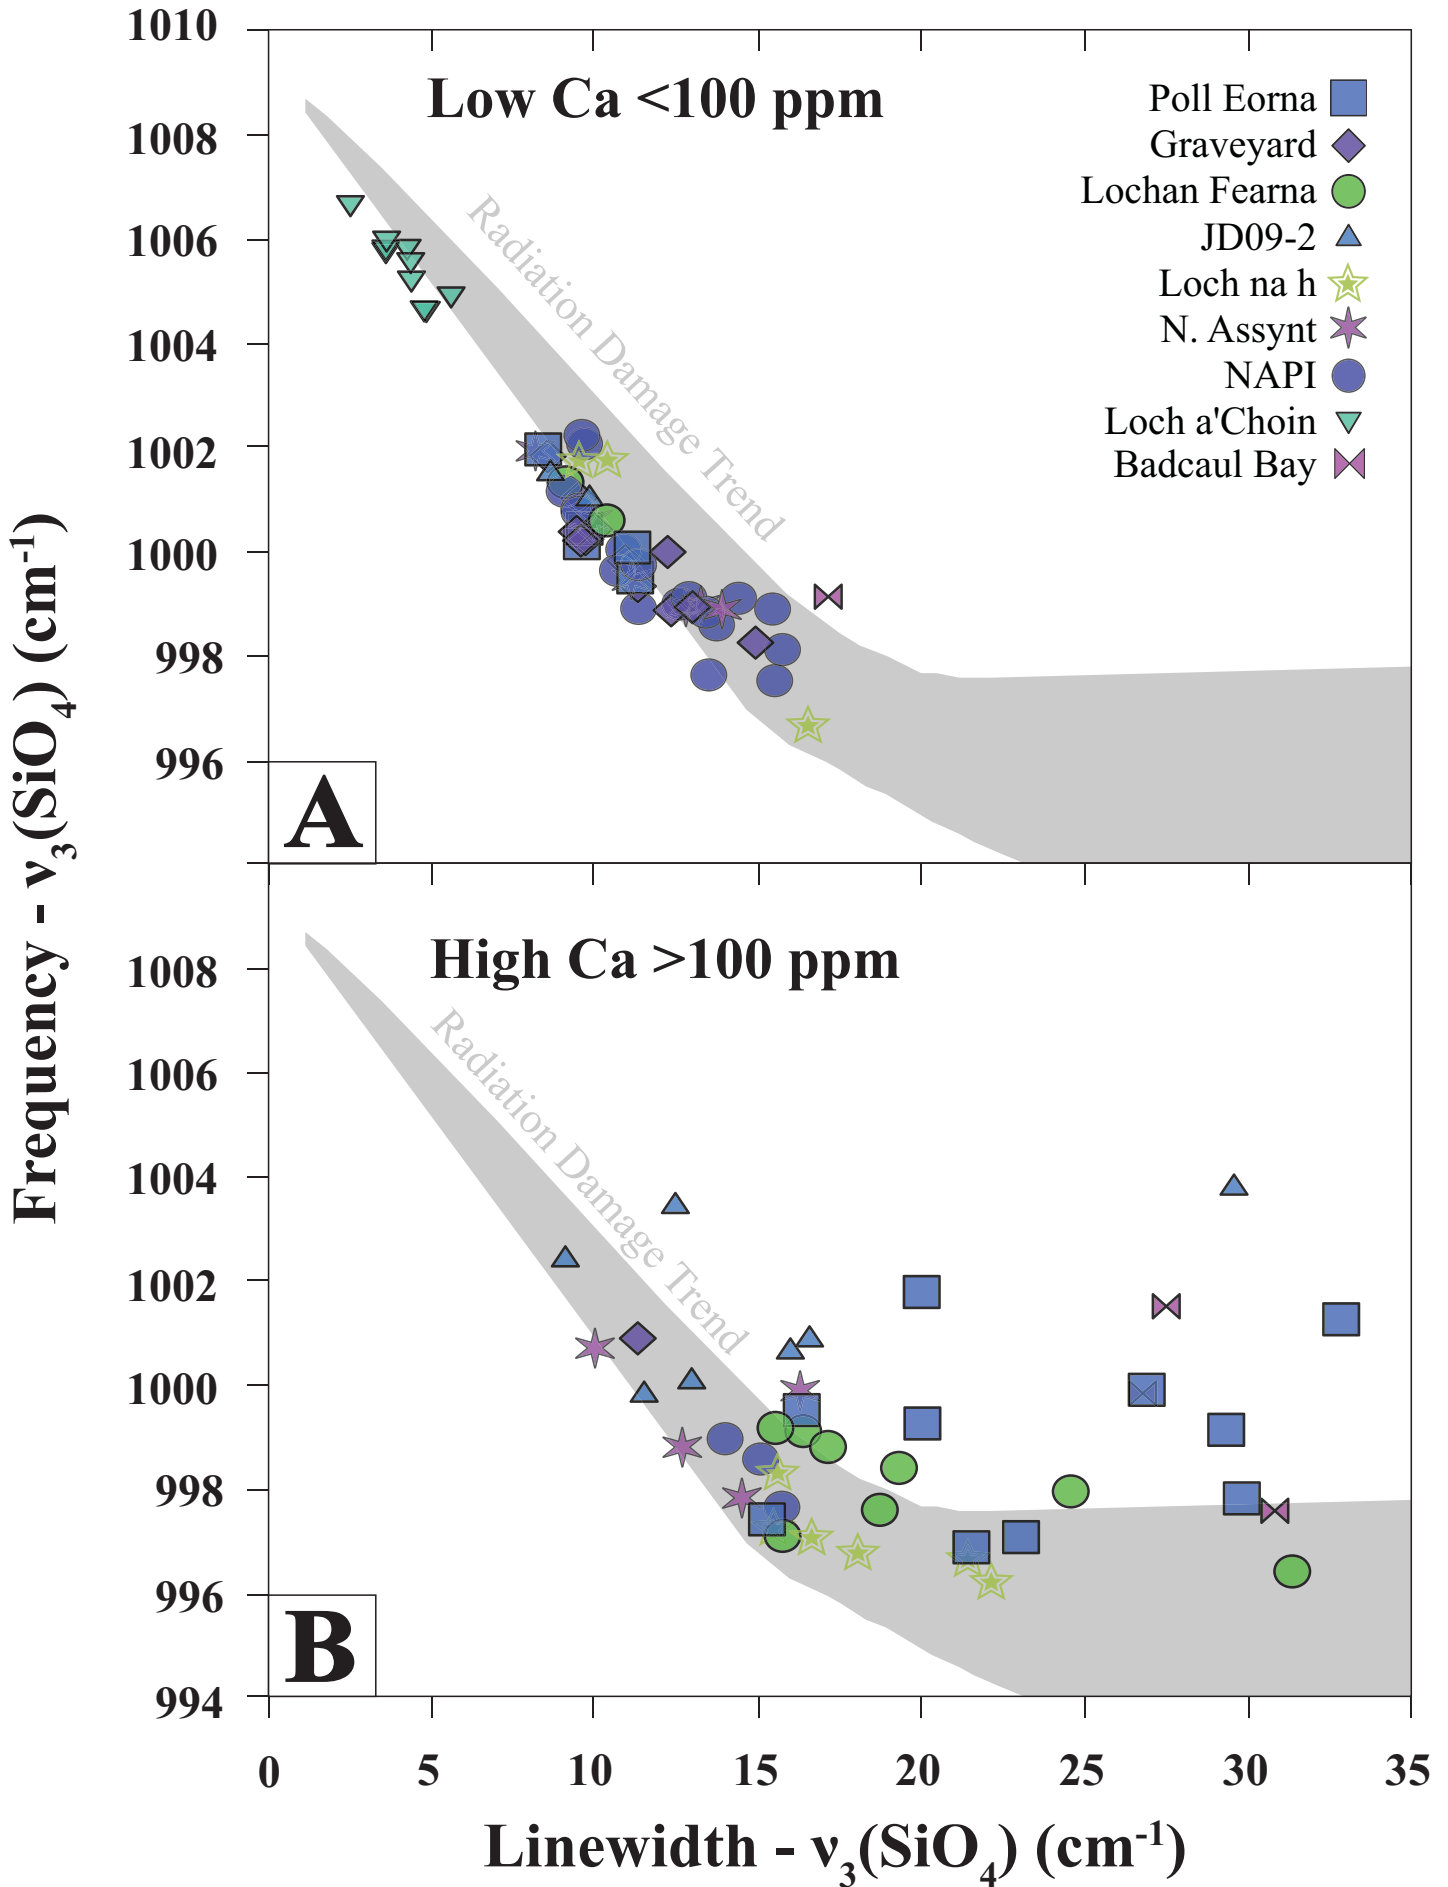 1010
1008
1006
1004
1002
1000
998
996
Low Ca <100 ppm
Poll Eorna
Graveyard
Lochan Fearna
JD09-2
Loch na h
N. Assynt
NAPI
Loch a'Choin
Badcaul Bay
Radiation Damage Trend
A
Frequency - ν3(SiO4) (cm-1)
High Ca >100 ppm
1008
1006
1004
1002
1000
998
996
994
Radiation Damage Trend
B
0 5 10 15 20 25 30 35
Linewidth - ν3(SiO4) (cm-1)